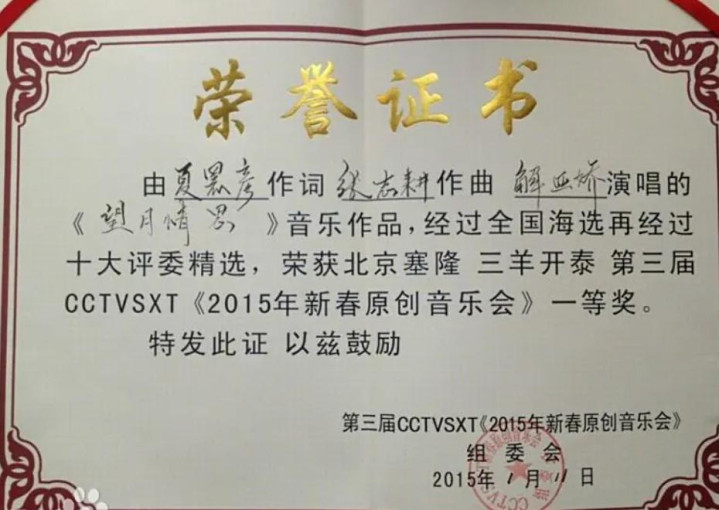 荣誉证书
由夏黑彦作词 张志耕作曲 解亚娇演唱的
《望月情思》音乐作品,经过全国海选再经过
十大评委精选，荣获北京塞隆 三羊开泰 第三届
CCTVSXT《2015年新春原创音乐会》一等奖。
特发此证 以兹鼓励
第三届CCTVSXT《2015年新春原创音乐会》
组委会
2015年1月11日